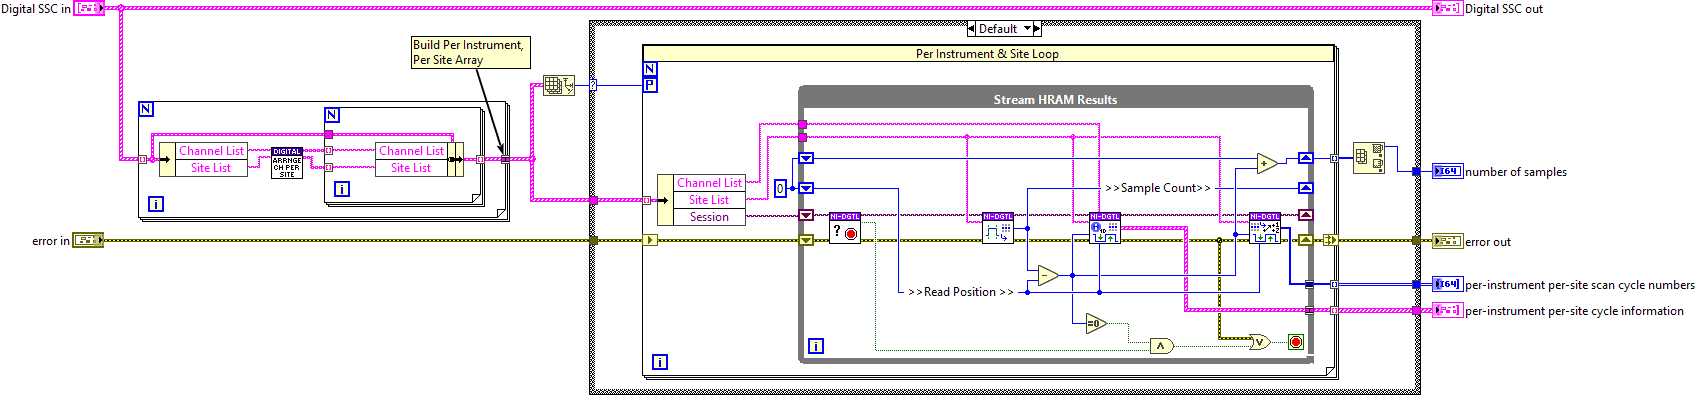 Digital SSC in
Digital SSC out
Default
Build Per Instrument,
Per Site Array
Per Instrument & Site Loop
N
P
?
Stream HRAM Results
N
N
Channel List
Site List
DIGITAL
ARRNGE
CH PER
SITE
Channel List
Site List
i
i
Channel List
Site List
Session
0
>>Sample Count>>
+
I64
number of samples
NI-DGTL
?
NI-DGTL
NI-DGTL
NI-DGTL
error in
error out
-
>>Read Position >>
I64
per-instrument per-site scan cycle numbers
per-instrument per-site cycle information
=0
∧
∨
i
i